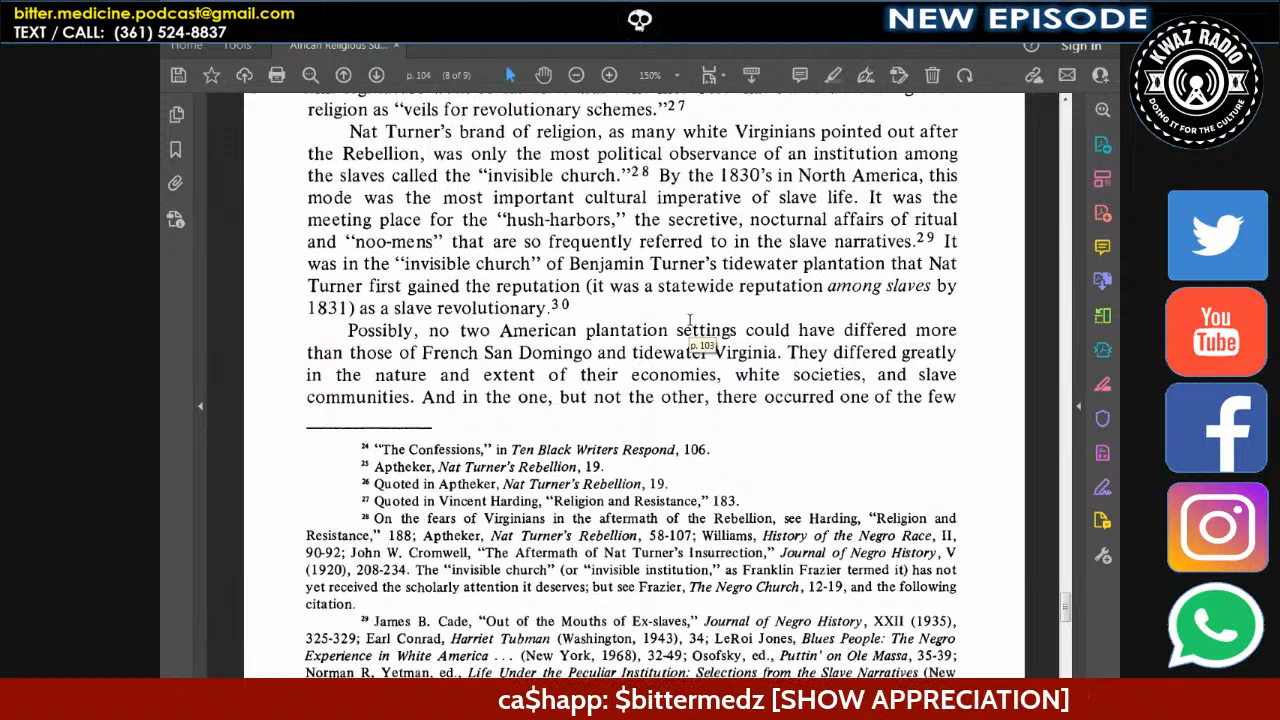 bitter.medicine.podcast@gmail.com
TEXT / CALL: (361) 524-8837
NEW EPISODE
KWAZ RADIO
DOING IT FOR THE CULTURE
Home Tools African Religious Su... × Sign In
p. 104 (8 of 9) 150%
religion as “veils for revolutionary schemes.”27
Nat Turner’s brand of religion, as many white Virginians pointed out after
the Rebellion, was only the most political observance of an institution among
the slaves called the “invisible church.”28 By the 1830’s in North America, this
mode was the most important cultural imperative of slave life. It was the
meeting place for the “hush-harbors,” the secretive, nocturnal affairs of ritual
and “noo-mens” that are so frequently referred to in the slave narratives.29 It
was in the “invisible church” of Benjamin Turner’s tidewater plantation that Nat
Turner first gained the reputation (it was a statewide reputation among slaves by
1831) as a slave revolutionary.30
Possibly, no two American plantation settings could have differed more
p. 103
than those of French San Domingo and tidewater Virginia. They differed greatly
in the nature and extent of their economies, white societies, and slave
communities. And in the one, but not the other, there occurred one of the few
24 “The Confessions,” in Ten Black Writers Respond, 106.
25 Aptheker, Nat Turner’s Rebellion, 19.
26 Quoted in Aptheker, Nat Turner’s Rebellion, 19.
27 Quoted in Vincent Harding, “Religion and Resistance,” 183.
28 On the fears of Virginians in the aftermath of the Rebellion, see Harding, “Religion and
Resistance,” 188; Aptheker, Nat Turner’s Rebellion, 58-107; Williams, History of the Negro Race, II,
90-92; John W. Cromwell, “The Aftermath of Nat Turner’s Insurrection,” Journal of Negro History, V
(1920), 208-234. The “invisible church” (or “invisible institution,” as Franklin Frazier termed it) has not
yet received the scholarly attention it deserves; but see Frazier, The Negro Church, 12-19, and the following
citation.
29 James B. Cade, “Out of the Mouths of Ex-slaves,” Journal of Negro History, XXII (1935),
325-329; Earl Conrad, Harriet Tubman (Washington, 1943), 34; LeRoi Jones, Blues People: The Negro
Experience in White America ... (New York, 1968), 32-49; Osofsky, ed., Puttin’ on Ole Massa, 35-39;
Norman R. Yetman, ed., Life Under the Peculiar Institution: Selections from the Slave Narratives (New
You
Tube
ca$happ: $bittermedz [SHOW APPRECIATION]